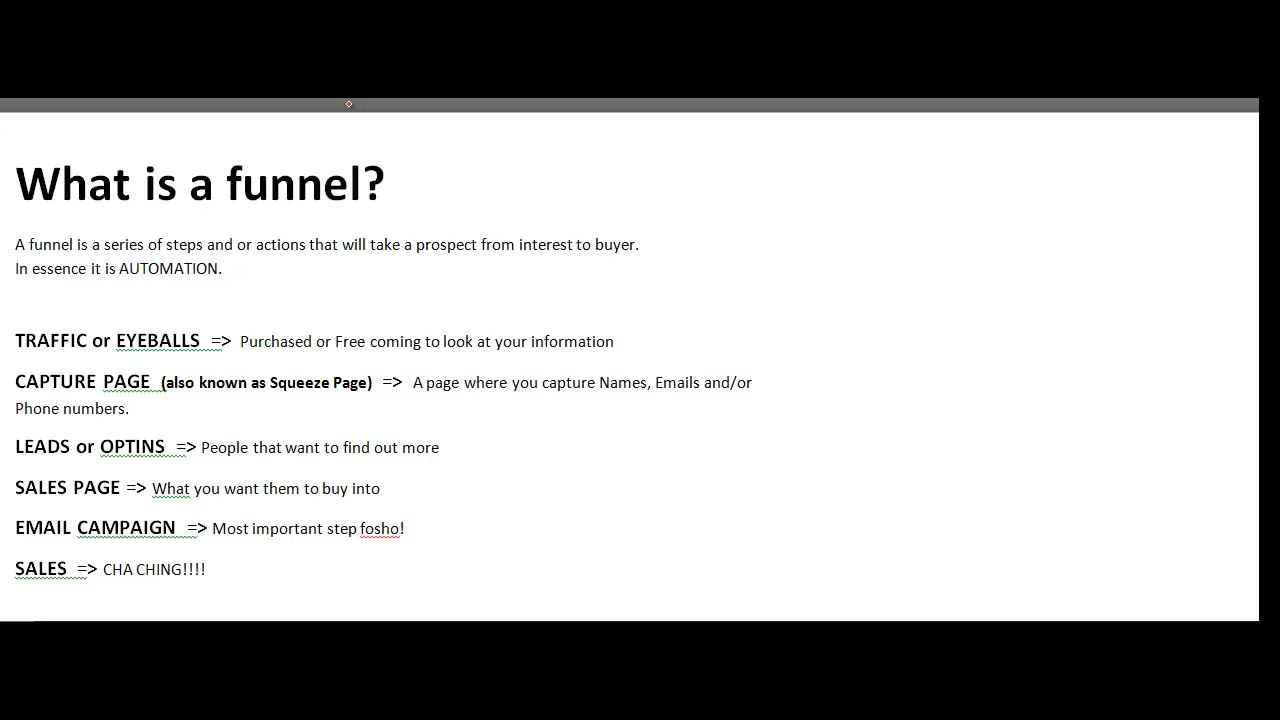 What is a funnel?
A funnel is a series of steps and or actions that will take a prospect from interest to buyer.
In essence it is AUTOMATION.
TRAFFIC or EYEBALLS => Purchased or Free coming to look at your information
CAPTURE PAGE (also known as Squeeze Page) => A page where you capture Names, Emails and/or
Phone numbers.
LEADS or OPTINS => People that want to find out more
SALES PAGE => What you want them to buy into
EMAIL CAMPAIGN => Most important step fosho!
SALES => CHA CHING!!!!